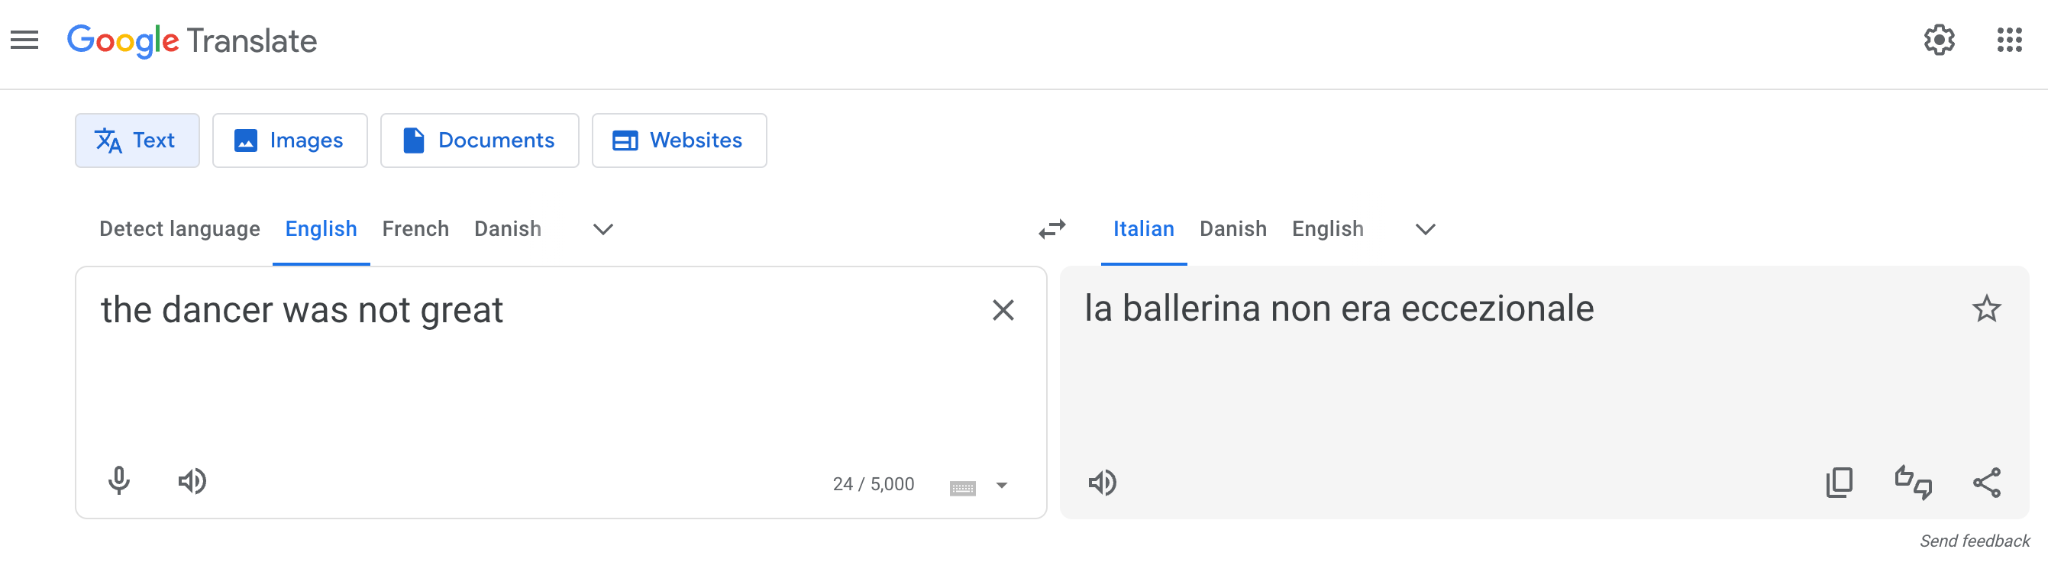 Google Translate
Text Images Documents Websites
Detect language English French Danish Italian Danish English
the dancer was not great
la ballerina non era eccezionale
24 / 5,000
Send feedback